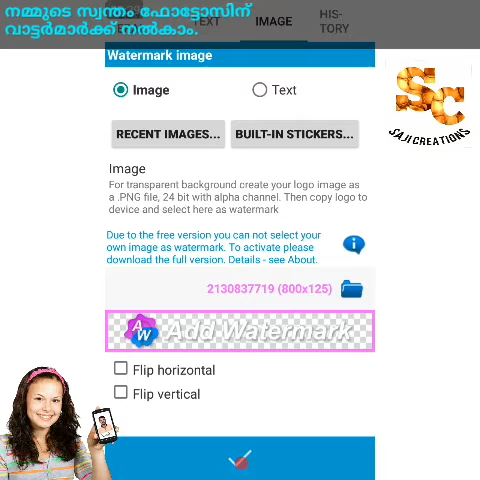 നമ്മുടെ സ്വന്തം ഫോട്ടോസിന്
വാട്ടർമാർക്ക് നൽകാം.
TEXT
IMAGE
HIS-
TORY
Watermark image
Image
Text
RECENT IMAGES...
BUILT-IN STICKERS...
Image
For transparent background create your logo image as
a .PNG file, 24 bit with alpha channel. Then copy logo to
device and select here as watermark
Due to the free version you can not select your
own image as watermark. To activate please
download the full version. Details - see About.
2130837719 (800x125)
AW Add Watermark
Flip horizontal
Flip vertical
SC
SAJI CREATIONS